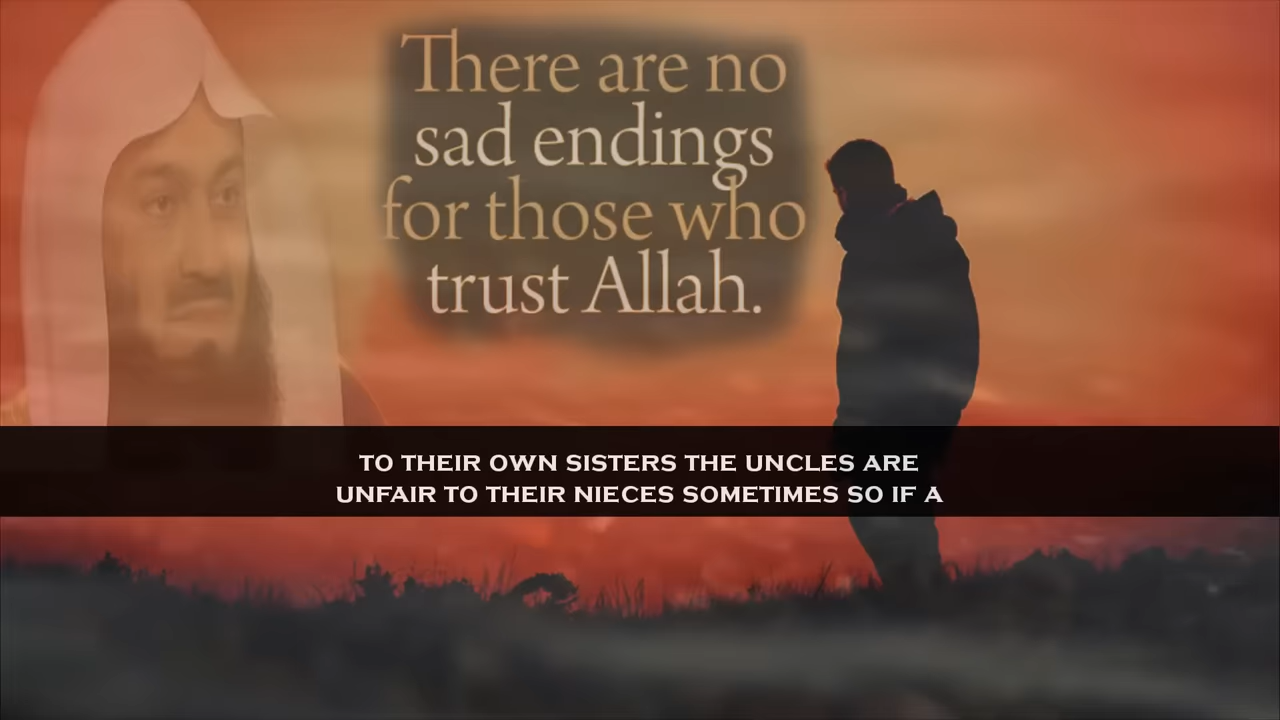 There are no
sad endings
for those who
trust Allah.
TO THEIR OWN SISTERS THE UNCLES ARE
UNFAIR TO THEIR NIECES SOMETIMES SO IF A